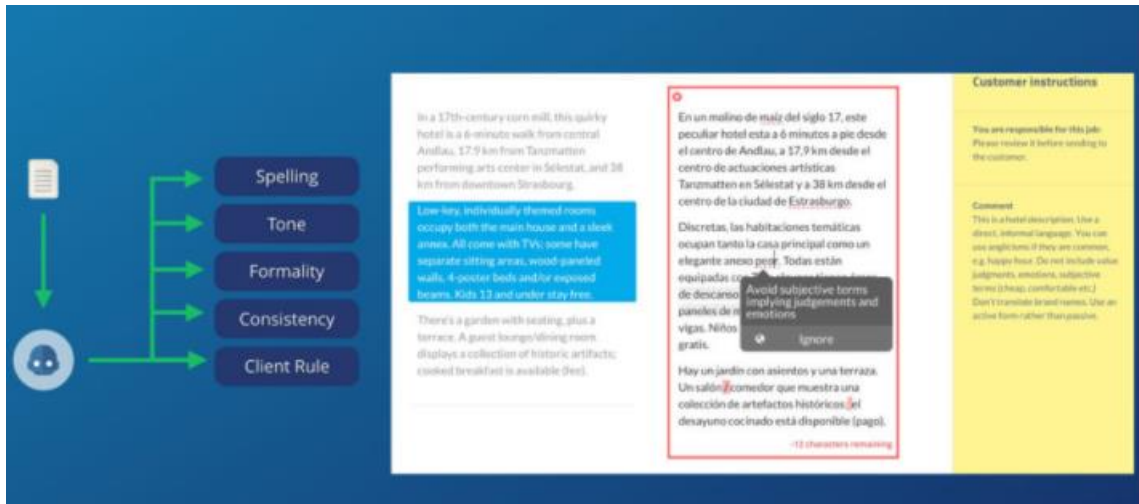 Spelling
Tone
Formality
Consistency
Client Rule
In a 17th-century corn mill, this quirky
hotel is a 6-minute walk from central
Andlau, 17.9 km from Tanzmatten
performing arts center in Sélestat, and 38
km from downtown Strasbourg.
Low-key, individually themed rooms
occupy both the main house and a sleek
annex. All come with TVs; some have
separate sitting areas, wood-paneled
walls, 4-poster beds and/or exposed
beams. Kids 13 and under stay free.
There's a garden with seating, plus a
terrace. A guest lounge/dining room
displays a collection of historic artifacts;
cooked breakfast is available (fee).
En un molino de maíz del siglo 17, este
peculiar hotel esta a 6 minutos a pie desde
el centro de Andlau, a 17,9 km desde el
centro de actuaciones artísticas
Tanzmatten en Sélestat y a 38 km desde el
centro de la ciudad de Estrasburgo.
Discretas, las habitaciones temáticas
ocupan tanto la casa principal como un
elegante anexo peor. Todas están
equipadas con
de descanso
paneles de m
vigas. Niños
gratis.
Avoid subjective terms
implying judgements and
emotions
Ignore
Hay un jardín con asientos y una terraza.
Un salón / comedor que muestra una
colección de artefactos históricos ; el
desayuno cocinado está disponible (pago).
-12 characters remaining
Customer instructions
You are responsible for this job:
Please review it before sending to
the customer.
Comment
This is a hotel description. Use a
direct, informal language. You can
use anglicisms if they are common,
e.g. happy hour. Do not include value
judgments, emotions, subjective
terms (cheap, comfortable etc.)
Don't translate brand names. Use an
active form rather than passive.